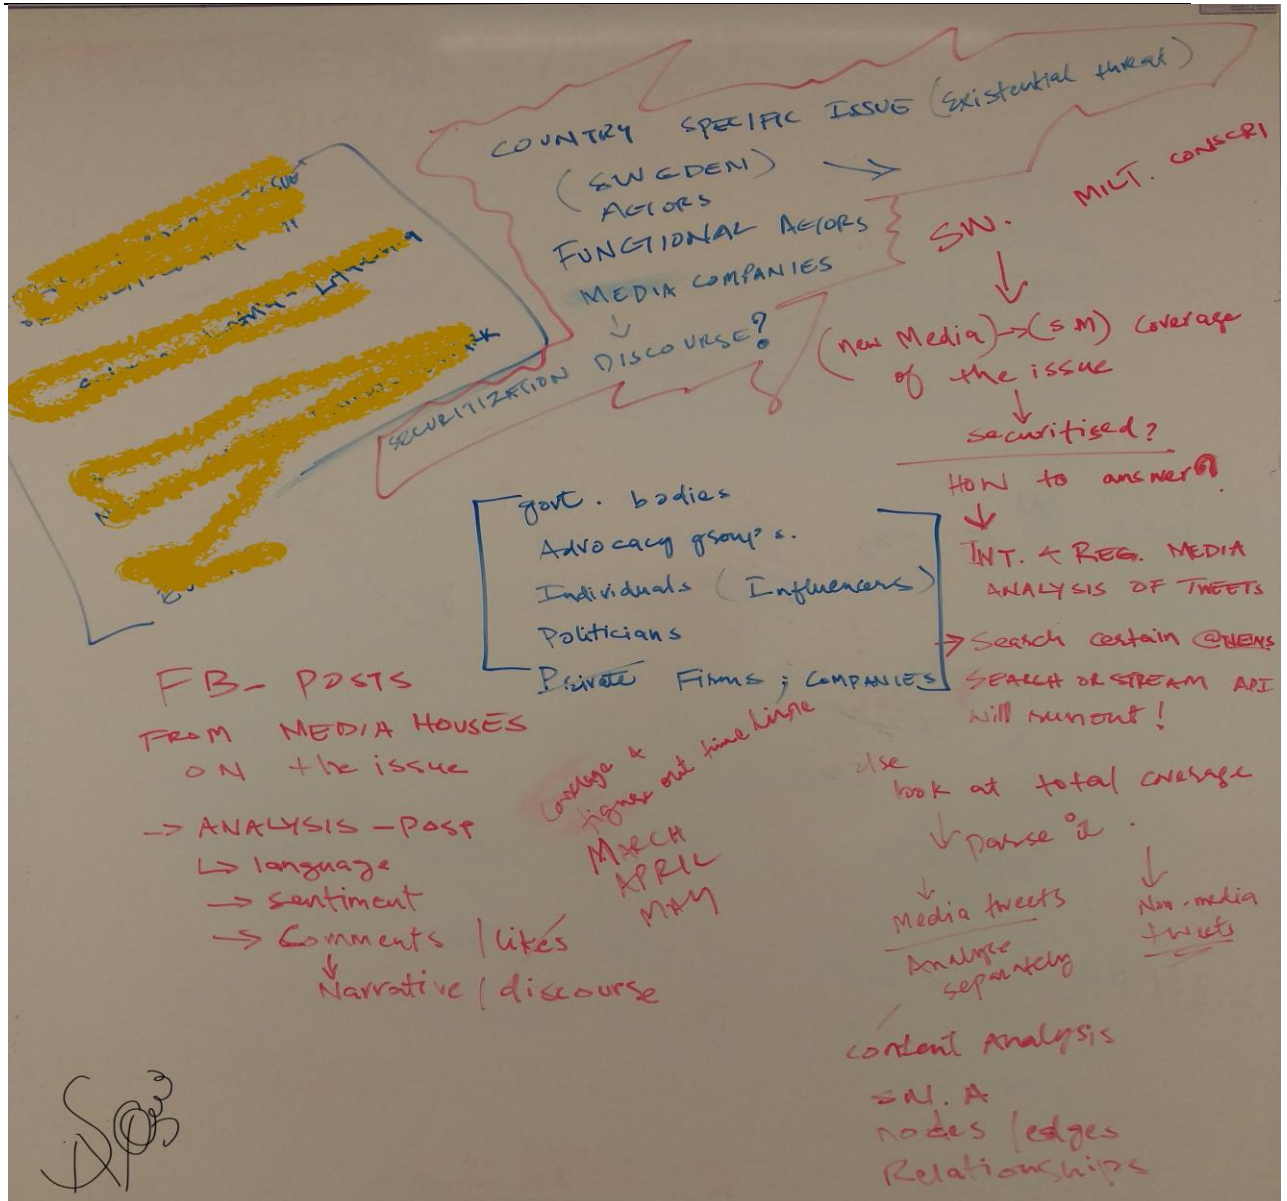 COUNTRY SPECIFIC ISSUE (Existential threat)
(SWEDEN)
ACTORS
FUNCTIONAL ACTORS
MEDIA COMPANIES
SECURITIZATION DISCOURSE?
MILT. CONSCRI
SW.
(new Media) → (S M) coverage
of the issue
securitised?
HOW to answer?
INT. & REG. MEDIA
ANALYSIS OF TWEETS
→ Search certain @NEWS
SEARCH OR STREAM API
will run out!
else
look at total coverage
parse it.
Media tweets
Analyse
separately
Non-media
tweets
Content Analysis
S N. A
nodes / edges
Relationships
govt. bodies
Advocacy groups.
Individuals (Influencers)
Politicians
Private Firms; COMPANIES
FB- POSTS
FROM MEDIA HOUSES
ON the issue
→ ANALYSIS - POSP
↳ language
→ sentiment
→ Comments / likes
Narrative / discourse
coverage &
figure out time line
MARCH
APRIL
MAY